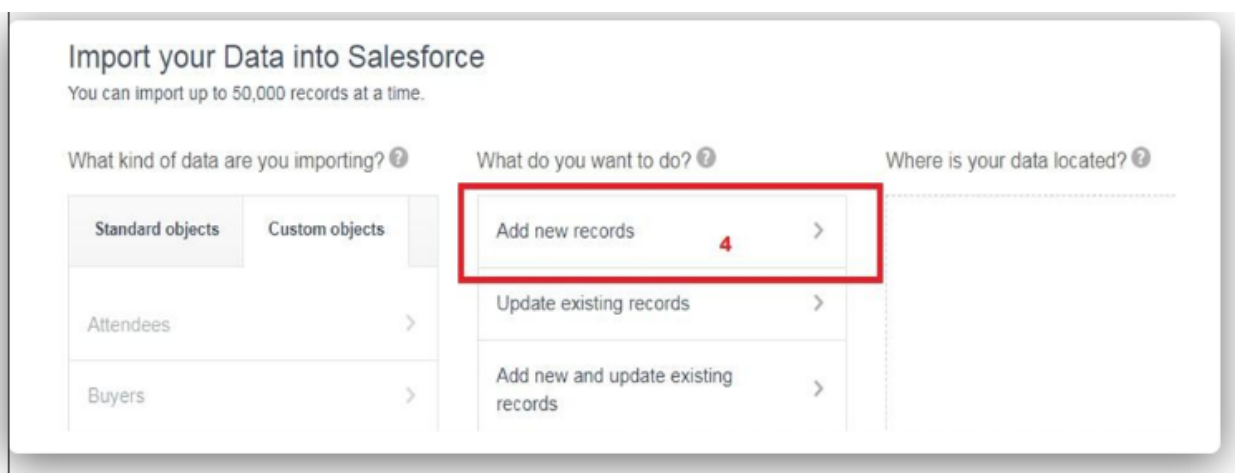 Import your Data into Salesforce
You can import up to 50,000 records at a time.
What kind of data are you importing? ?
Standard objects
Custom objects
Attendees
Buyers
What do you want to do? ?
Add new records
4
Update existing records
Add new and update existing
records
Where is your data located? ?